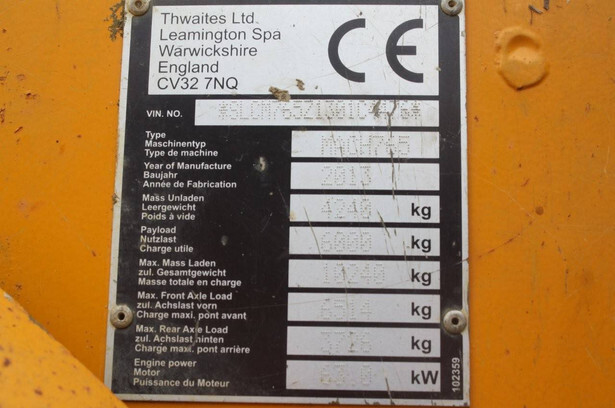 Thwaites Ltd.
Leamington Spa
Warwickshire
England
CV32 7NQ
CE
VIN. NO.
Type
Maschinentyp
Type de machine
Year of Manufacture
Baujahr
Année de Fabrication
2013
Mass Unladen
Leergewicht
Poids à vide
4240 kg
Payload
Nutzlast
Charge utile
6000 kg
Max. Mass Laden
zul. Gesamtgewicht
Masse totale en charge
10240 kg
Max. Front Axle Load
zul. Achslast vorn
Charge maxi. pont avant
kg
Max. Rear Axle Load
zul. Achslast hinten
Charge maxi. pont arrière
kg
Engine power
Motor
Puissance du Moteur
kW
102359